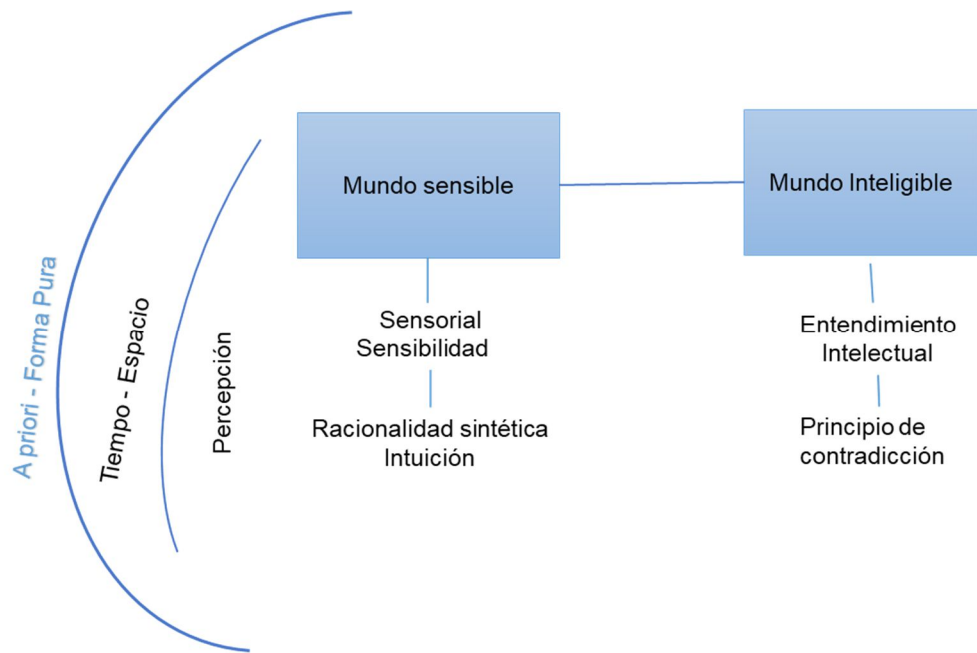 A priori - Forma Pura
Tiempo - Espacio
Percepción
Mundo sensible
Sensorial
Sensibilidad
Racionalidad sintética
Intuición
Mundo Inteligible
Entendimiento
Intelectual
Principio de
contradicción